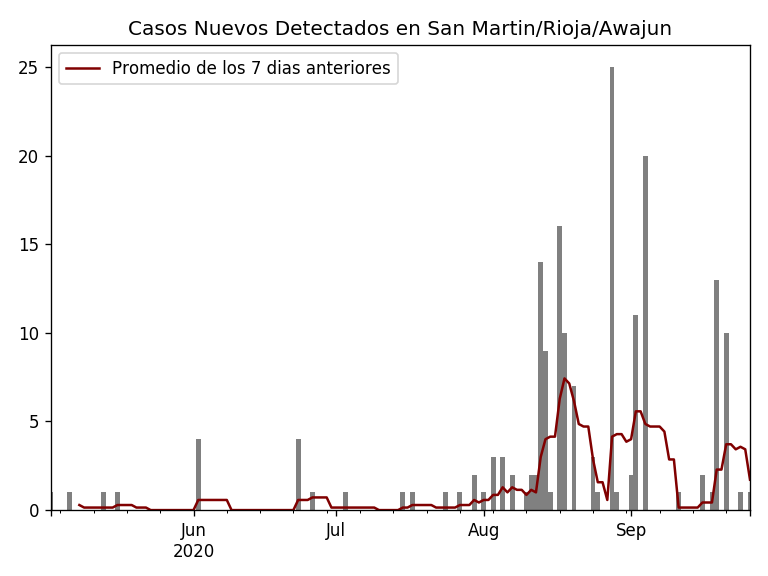 Casos Nuevos Detectados en San Martin/Rioja/Awajun
Promedio de los 7 dias anteriores
25
20
15
10
5
0
Jun
2020
Jul
Aug
Sep